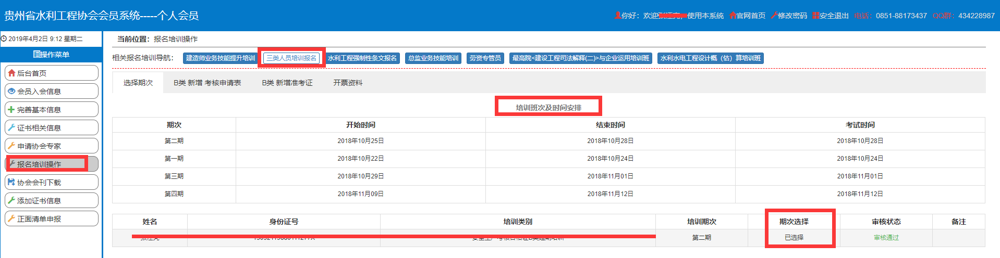 贵州省水利工程协会会员系统-----个人会员
你好：欢迎 使用本系统 官网首页 修改密码 安全退出 电话：0851-88173437 QQ群：434228987
2019年4月2日 9:12 星期二
操作菜单
后台首页
会员入会信息
完善基本信息
证书相关信息
申请协会专家
报名培训操作
协会会刊下载
添加证书信息
正面清单申报
当前位置：报名培训操作
相关报名培训导航： 建造师业务技能提升培训 三类人员培训报名 水利工程强制性条文报名 总监业务技能培训 劳资专管员 最高院<建设工程司法解释(二)>与企业运用培训班 水利水电工程设计概（估）算培训班
选择期次 B类 新增 考核申请表 B类 新增准考证 开票资料
培训班次及时间安排
期次 开始时间 结束时间 考试时间
第二期 2018年10月25日 2018年10月28日 2018年10月28日
第一期 2018年10月22日 2018年10月24日 2018年10月24日
第三期 2018年10月29日 2018年11月01日 2018年11月01日
第四期 2018年11月09日 2018年11月12日 2018年11月12日
姓名 身份证号 培训类别 培训期次 期次选择 审核状态 备注
第二期 已选择 审核通过